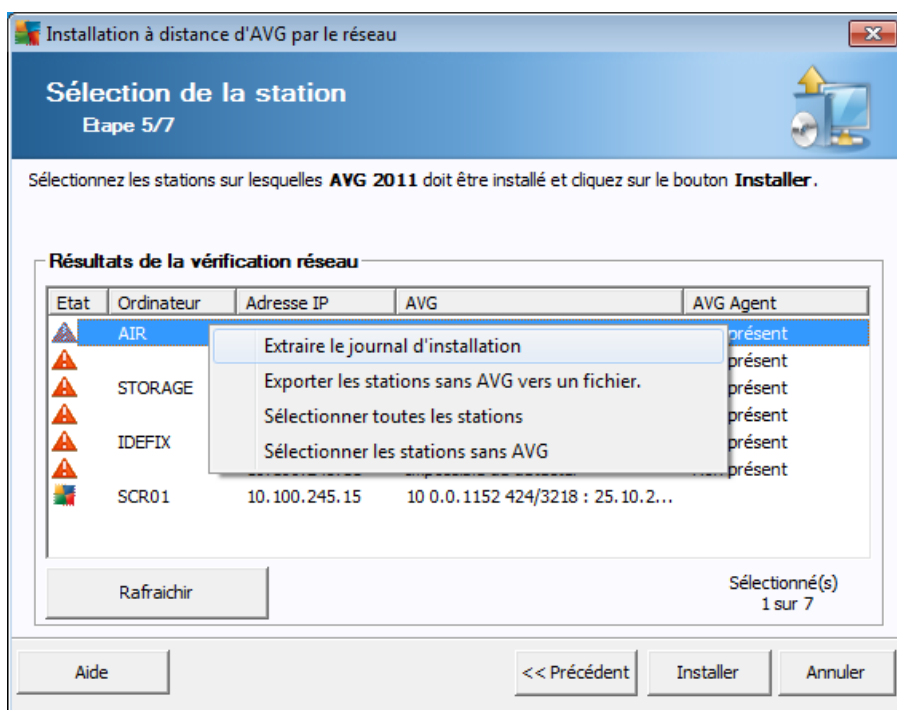 Installation à distance d'AVG par le réseau
Sélection de la station
Etape 5/7
Sélectionnez les stations sur lesquelles AVG 2011 doit être installé et cliquez sur le bouton Installer.
Résultats de la vérification réseau
Etat Ordinateur Adresse IP AVG AVG Agent
AIR présent
Extraire le journal d'installation
présent
Exporter les stations sans AVG vers un fichier.
STORAGE présent
Sélectionner toutes les stations
présent
IDEFIX présent
Sélectionner les stations sans AVG
présent
SCR01 10.100.245.15 10 0.0.1152 424/3218 : 25.10.2...
Rafraichir
Sélectionné(s)
1 sur 7
Aide << Précédent Installer Annuler